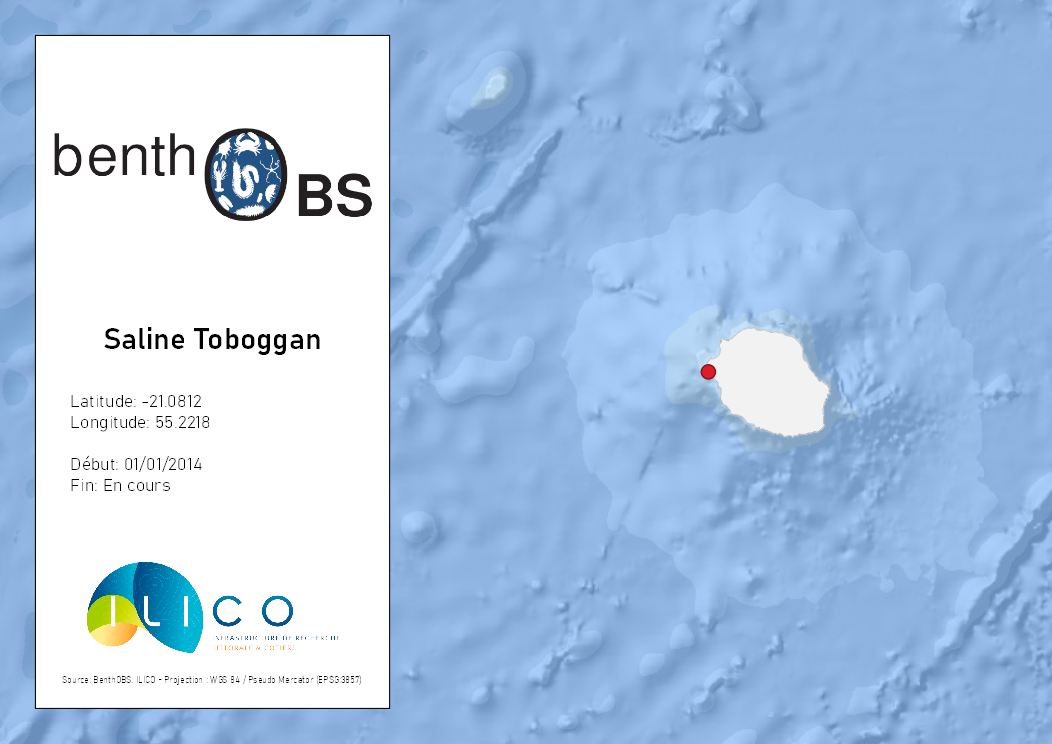 benthOBS
Saline Toboggan
Latitude: -21.0812
Longitude: 55.2218
Début: 01/01/2014
Fin: En cours
ILICO
INFRASTRUCTURE DE RECHERCHE
LITTORALE & CÔTIÈRE
Source: BenthOBS, ILICO - Projection : WGS 84 / Pseudo Mercator (EPSG:3857)